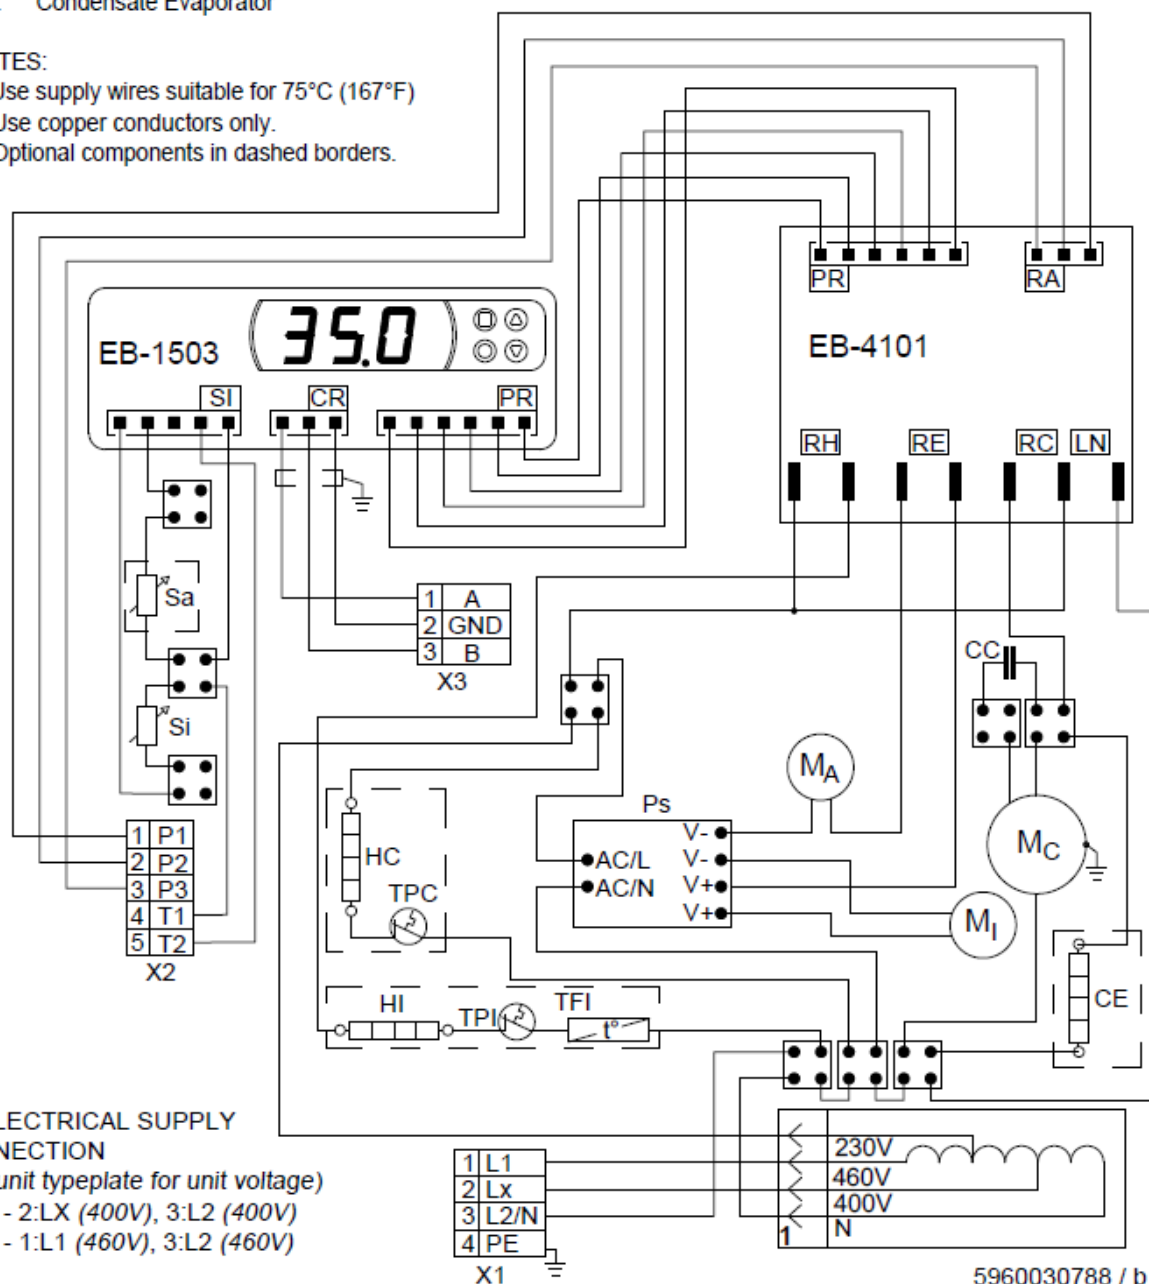 Condensate Evaporator
TES:
Use supply wires suitable for 75°C (167°F)
Use copper conductors only.
Optional components in dashed borders.
PR
RA
EB-4101
35.0
EB-1503
SI
CR
PR
RH
RE
RC
LN
Sa
1 A
2 GND
3 B
X3
CC
Si
MA
Ps
V-
AC/L
V-
AC/N
V+
V+
MC
MI
HC
TPC
1 P1
2 P2
3 P3
4 T1
5 T2
X2
HI
TPI
TFI
t°
CE
LECTRICAL SUPPLY
NECTION
unit typeplate for unit voltage)
- 2:LX (400V), 3:L2 (400V)
- 1:L1 (460V), 3:L2 (460V)
1 L1
2 Lx
3 L2/N
4 PE
X1
230V
460V
400V
N
1
5960030788 / b